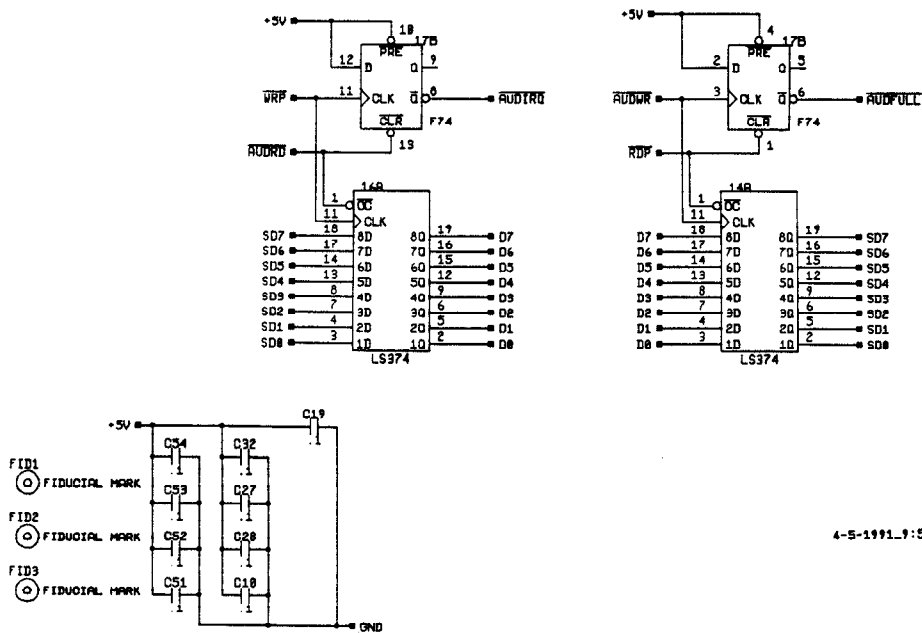 +5V
10
17B
PRE
12 D Q 9
WRP 11 CLK Q 8 AUDIRQ
CLR F74
AUDRD 13
16B
1 OC
11 CLK
SD7 18 8D 8Q 19 D7
SD6 17 7D 7Q 16 D6
SD5 14 6D 6Q 15 D5
SD4 13 5D 5Q 12 D4
SD3 8 4D 4Q 9 D3
SD2 7 3D 3Q 6 D2
SD1 4 2D 2Q 5 D1
SD0 3 1D 1Q 2 D0
LS374
+5V
4
17B
PRE
2 D Q 5
AUDWR 3 CLK Q 6 AUDFULL
CLR F74
RDP 1
14B
1 OC
11 CLK
D7 18 8D 8Q 19 SD7
D6 17 7D 7Q 16 SD6
D5 14 6D 6Q 15 SD5
D4 13 5D 5Q 12 SD4
D3 8 4D 4Q 9 SD3
D2 7 3D 3Q 6 SD2
D1 4 2D 2Q 5 SD1
D0 3 1D 1Q 2 SD0
LS374
+5V
C19
.1
C54
.1
C32
.1
C53
.1
C27
.1
C52
.1
C28
.1
C51
.1
C18
.1
GND
FID1
FIDUCIAL MARK
FID2
FIDUCIAL MARK
FID3
FIDUCIAL MARK
4-5-1991_9:5